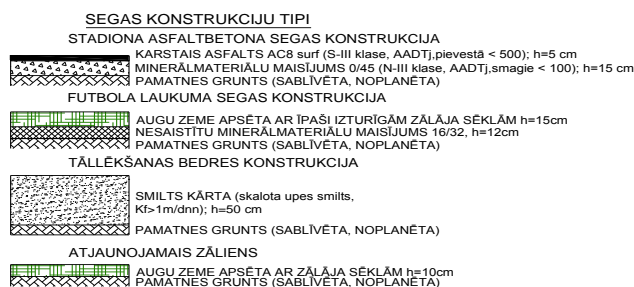 SEGAS KONSTRUKCIJU TIPI
STADIONA ASFALTBETONA SEGAS KONSTRUKCIJA
KARSTAIS ASFALTS AC8 surf (S-III klase, AADTj,pievestā < 500); h=5 cm
MINERĀLMATERIĀLU MAISĪJUMS 0/45 (N-III klase, AADTj,smagie < 100); h=15 cm
PAMATNES GRUNTS (SABLĪVĒTA, NOPLANĒTA)
FUTBOLA LAUKUMA SEGAS KONSTRUKCIJA
AUGU ZEME APSĒTA AR ĪPAŠI IZTURĪGĀM ZĀLĀJA SĒKLĀM h=15cm
NESAISTĪTU MINERĀLMATERIĀLU MAISĪJUMS 16/32, h=12cm
PAMATNES GRUNTS (SABLĪVĒTA, NOPLANĒTA)
TĀLLĒKŠANAS BEDRES KONSTRUKCIJA
SMILTS KĀRTA (skalota upes smilts,
Kf>1m/dnn); h=50 cm
PAMATNES GRUNTS (SABLĪVĒTA, NOPLANĒTA)
ATJAUNOJAMAIS ZĀLIENS
AUGU ZEME APSĒTA AR ZĀLĀJA SĒKLĀM h=10cm
PAMATNES GRUNTS (SABLĪVĒTA, NOPLANĒTA)